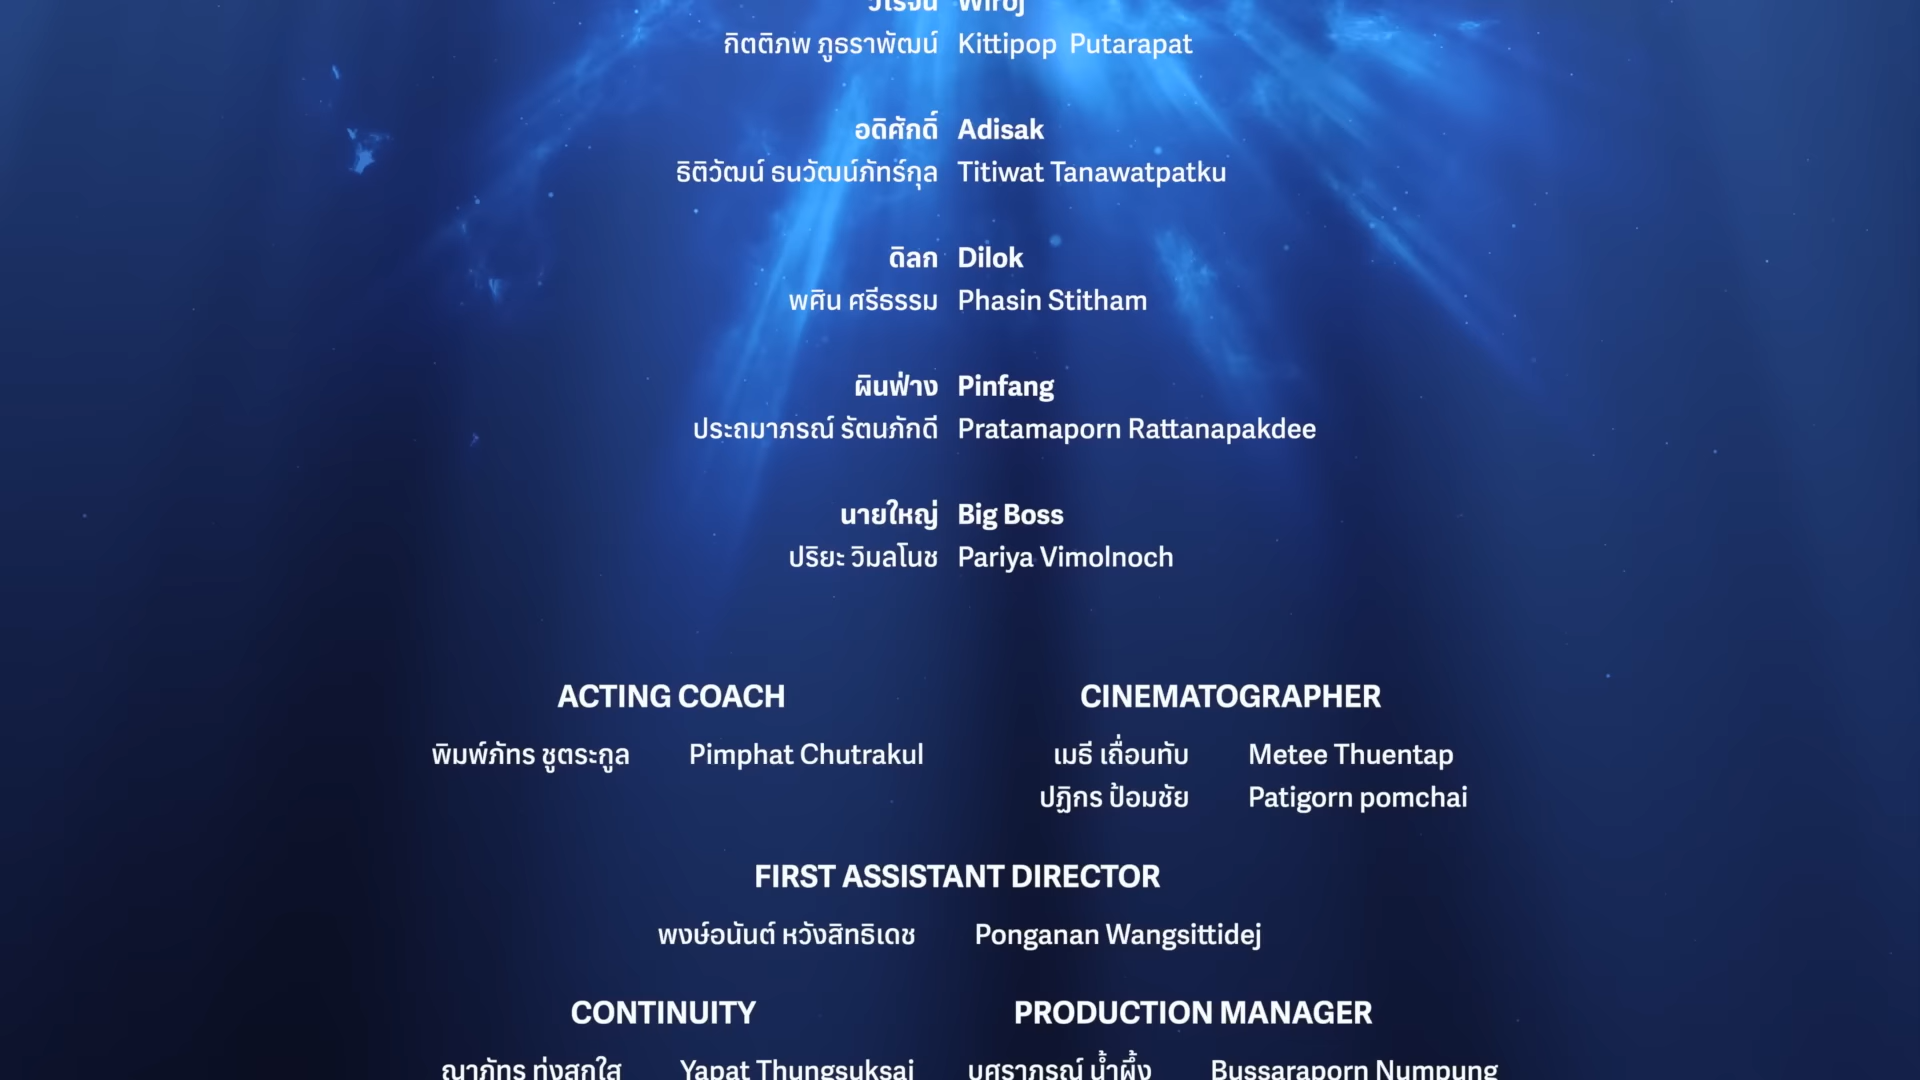 วิโรจน์ Wiroj
กิตติภพ ภูธราพัฒน์ Kittipop Putarapat
อดิศักดิ์ Adisak
ธิติวัฒน์ ธนวัฒน์ภัทร์กุล Titiwat Tanawatpatku
ดิลก Dilok
พศิน ศรีธรรม Phasin Stitham
ผินฟ่าง Pinfang
ประถมาภรณ์ รัตนภักดี Pratamaporn Rattanapakdee
นายใหญ่ Big Boss
ปริยะ วิมลโนช Pariya Vimolnoch
ACTING COACH
พิมพ์ภัทร ชูตระกูล Pimphat Chutrakul
CINEMATOGRAPHER
เมธี เถื่อนทับ Metee Thuentap
ปฏิกร ป้อมชัย Patigorn pomchai
FIRST ASSISTANT DIRECTOR
พงษ์อนันต์ หวังสิทธิเดช Ponganan Wangsittidej
CONTINUITY
ญาภัทร ทุ่งสุกใส Yapat Thungsuksai
PRODUCTION MANAGER
บุศราภรณ์ น้ำผึ้ง Bussaraporn Numpung